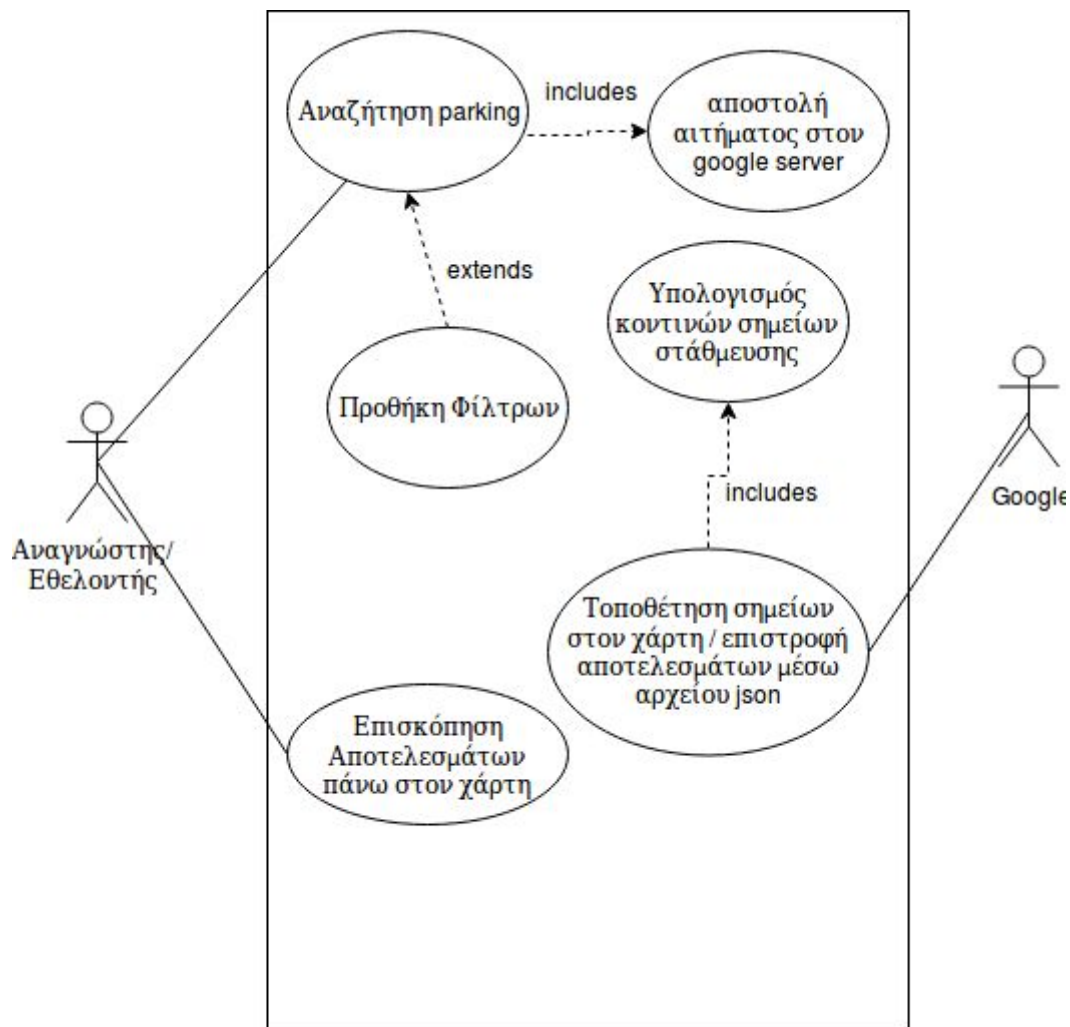 Αναζήτηση parking
includes
αποστολή
αιτήματος στον
google server
extends
Υπολογισμός
κοντινών σημείων
στάθμευσης
Προθήκη Φίλτρων
includes
Google
Αναγνώστης/
Εθελοντής
Τοποθέτηση σημείων
στον χάρτη / επιστροφή
αποτελεσμάτων μέσω
αρχείου json
Επισκόπηση
Αποτελεσμάτων
πάνω στον χάρτη